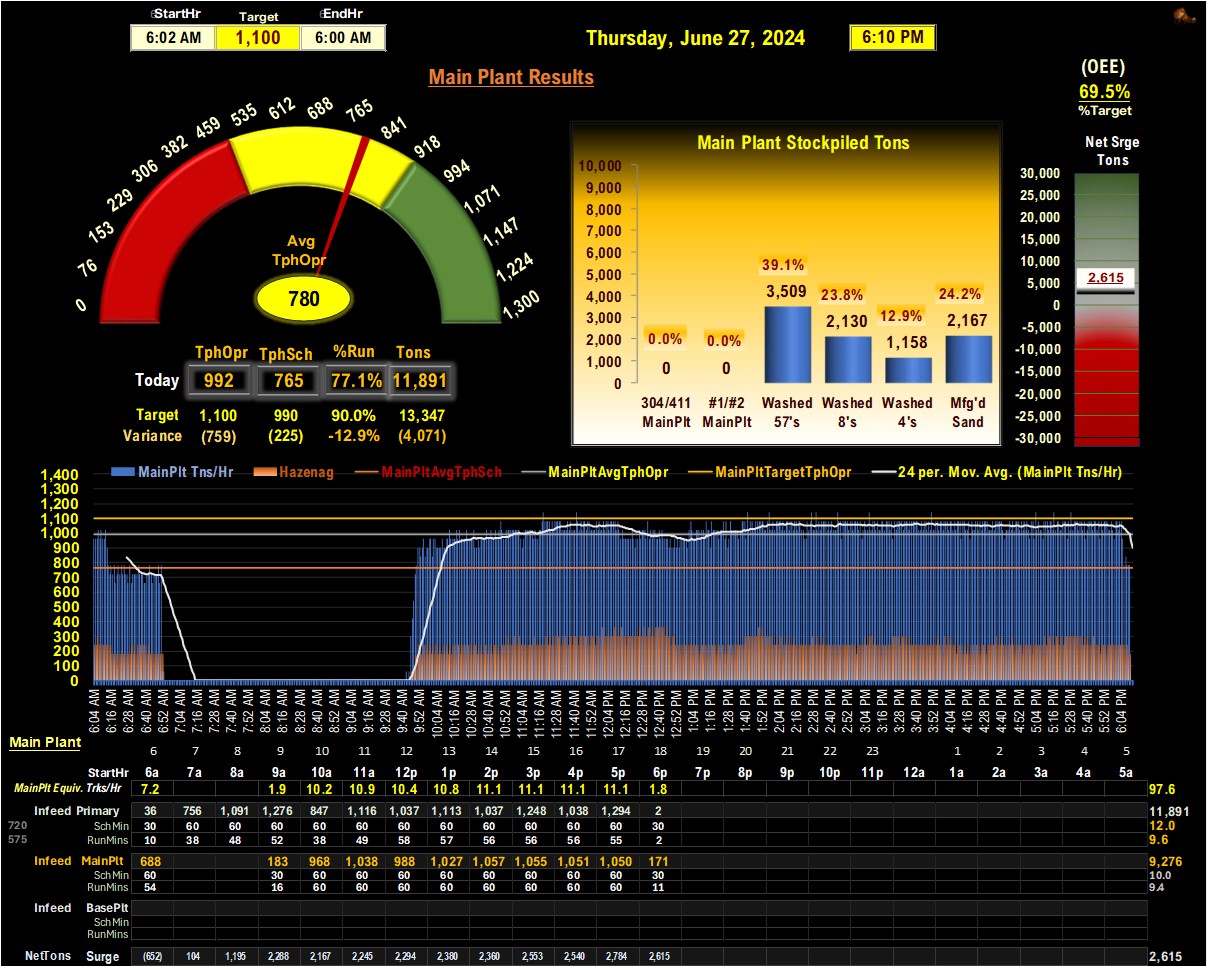 StartHr Target EndHr
6:02 AM 1,100 6:00 AM
Thursday, June 27, 2024 6:10 PM
Main Plant Results
(OEE)
69.5%
%Target
Net Srge
Tons
0 76 153 229 306 382 459 535 612 688 765 841 918 994 1,071 1,147 1,224 1,300
Avg
TphOpr
780
TphOpr TphSch %Run Tons
Today 992 765 77.1% 11,891
Target 1,100 990 90.0% 13,347
Variance (759) (225) -12.9% (4,071)
Main Plant Stockpiled Tons
10,000
9,000
8,000
7,000
6,000
5,000
4,000
3,000
2,000
1,000
0
0.0% 0.0% 39.1% 23.8% 12.9% 24.2%
0 0 3,509 2,130 1,158 2,167
304/411 #1/#2 Washed Washed Washed Mfg'd
MainPlt MainPlt 57's 8's 4's Sand
30,000
25,000
20,000
15,000
10,000
5,000
0
-5,000
-10,000
-15,000
-20,000
-25,000
-30,000
2,615
MainPlt Tns/Hr Hazenag MainPltAvgTphSch MainPltAvgTphOpr MainPltTargetTphOpr 24 per. Mov. Avg. (MainPlt Tns/Hr)
1,400
1,300
1,200
1,100
1,000
900
800
700
600
500
400
300
200
100
0
6:04 AM 6:16 AM 6:28 AM 6:40 AM 6:52 AM 7:04 AM 7:16 AM 7:28 AM 7:40 AM 7:52 AM 8:04 AM 8:16 AM 8:28 AM 8:40 AM 8:52 AM 9:04 AM 9:16 AM 9:28 AM 9:40 AM 9:52 AM 10:04 AM 10:16 AM 10:28 AM 10:40 AM 10:52 AM 11:04 AM 11:16 AM 11:28 AM 11:40 AM 11:52 AM 12:04 PM 12:16 PM 12:28 PM 12:40 PM 12:52 PM 1:04 PM 1:16 PM 1:28 PM 1:40 PM 1:52 PM 2:04 PM 2:16 PM 2:28 PM 2:40 PM 2:52 PM 3:04 PM 3:16 PM 3:28 PM 3:40 PM 3:52 PM 4:04 PM 4:16 PM 4:28 PM 4:40 PM 4:52 PM 5:04 PM 5:16 PM 5:28 PM 5:40 PM 5:52 PM 6:04 PM
Main Plant
6 7 8 9 10 11 12 13 14 15 16 17 18 19 20 21 22 23 1 2 3 4 5
StartHr 6a 7a 8a 9a 10a 11a 12p 1p 2p 3p 4p 5p 6p 7p 8p 9p 10p 11p 12a 1a 2a 3a 4a 5a
MainPlt Equiv. Trks/Hr 7.2 1.9 10.2 10.9 10.4 10.8 11.1 11.1 11.1 11.1 1.8 97.6
Infeed Primary 36 756 1,091 1,276 847 1,116 1,037 1,113 1,037 1,248 1,038 1,294 2 11,891
720 SchMin 30 60 60 60 60 60 60 60 60 60 60 60 30 12.0
575 RunMins 10 38 48 52 38 49 58 57 56 56 56 55 2 9.6
Infeed MainPlt 688 183 968 1,038 988 1,027 1,057 1,055 1,051 1,050 171 9,276
SchMin 60 30 60 60 60 60 60 60 60 60 30 10.0
RunMins 54 16 60 60 60 60 60 60 60 60 11 9.4
Infeed BasePlt
SchMin
RunMins
NetTons Surge (652) 104 1,195 2,288 2,167 2,245 2,294 2,380 2,360 2,553 2,540 2,784 2,615 2,615